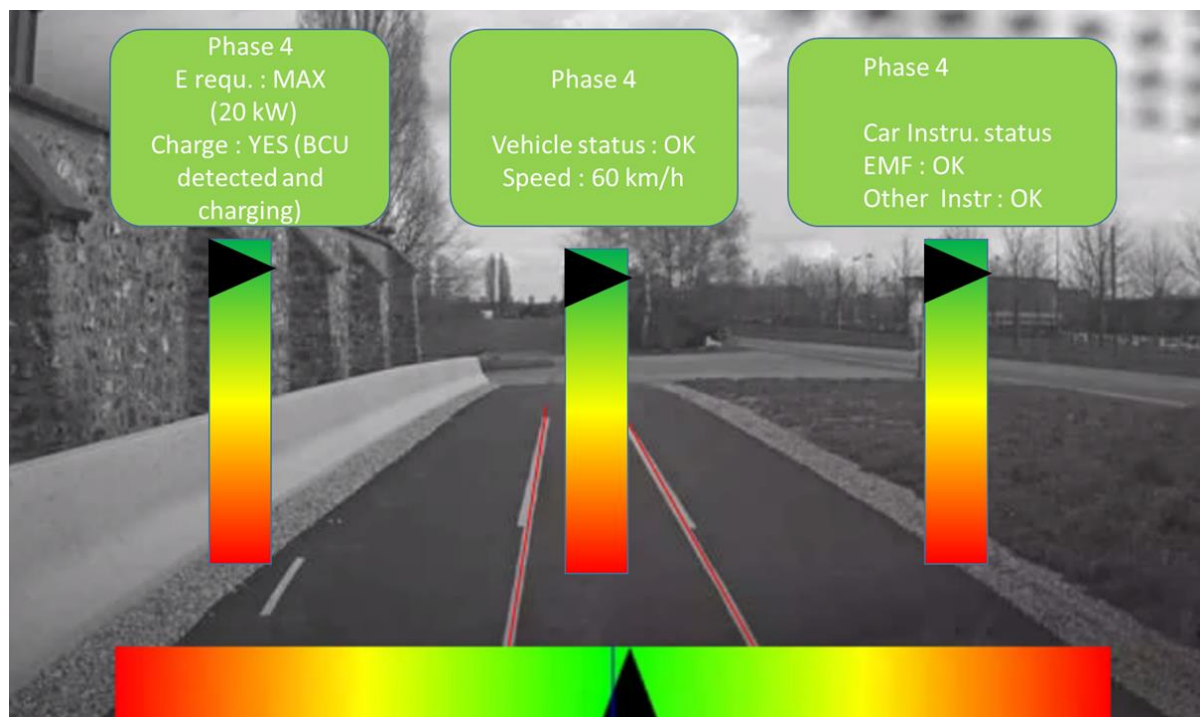 Phase 4
E requ. : MAX
(20 kW)
Charge : YES (BCU
detected and
charging)
Phase 4
Vehicle status : OK
Speed : 60 km/h
Phase 4
Car Instru. status
EMF : OK
Other Instr : OK